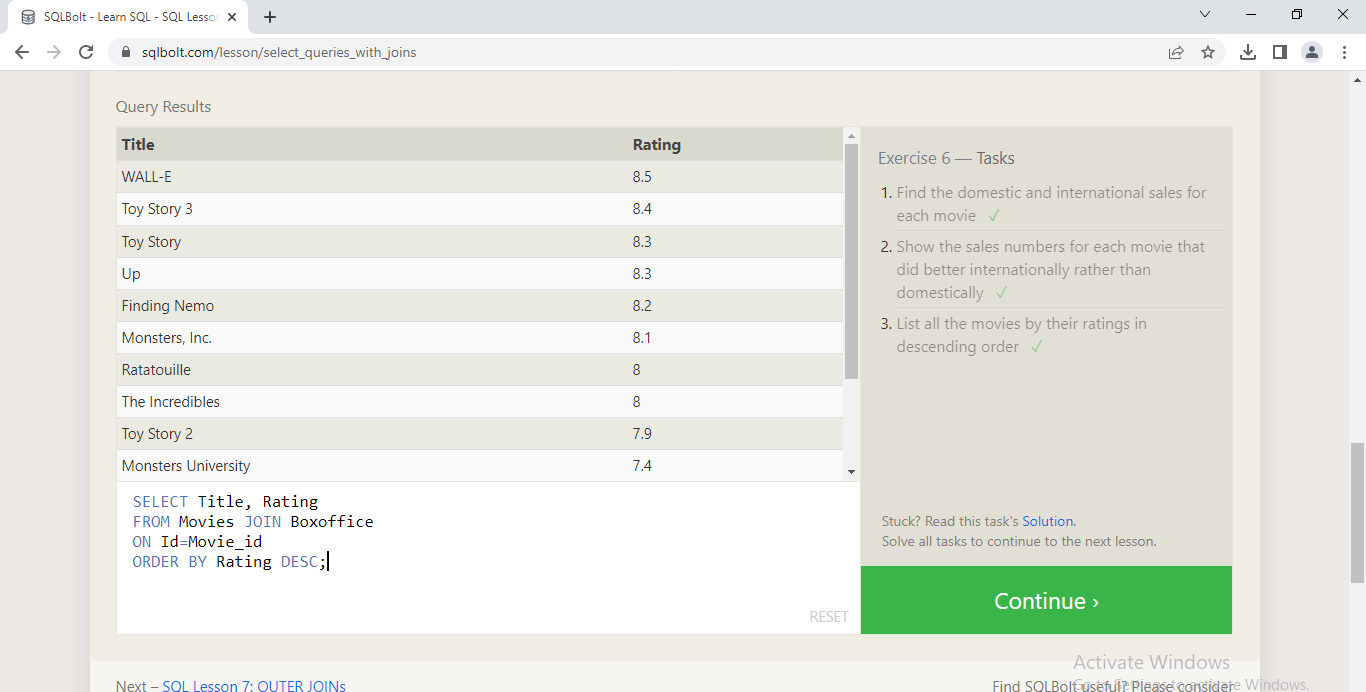 SQLBolt - Learn SQL - SQL Lesson
sqlbolt.com/lesson/select_queries_with_joins
Query Results
Title Rating
WALL-E 8.5
Toy Story 3 8.4
Toy Story 8.3
Up 8.3
Finding Nemo 8.2
Monsters, Inc. 8.1
Ratatouille 8
The Incredibles 8
Toy Story 2 7.9
Monsters University 7.4
SELECT Title, Rating
FROM Movies JOIN Boxoffice
ON Id=Movie_id
ORDER BY Rating DESC;
RESET
Exercise 6 — Tasks
1. Find the domestic and international sales for
each movie ✓
2. Show the sales numbers for each movie that
did better internationally rather than
domestically ✓
3. List all the movies by their ratings in
descending order ✓
Stuck? Read this task's Solution.
Solve all tasks to continue to the next lesson.
Continue ›
Activate Windows
Go to Settings to activate Windows.
Next – SQL Lesson 7: OUTER JOINs
Find SQLBolt useful? Please consider